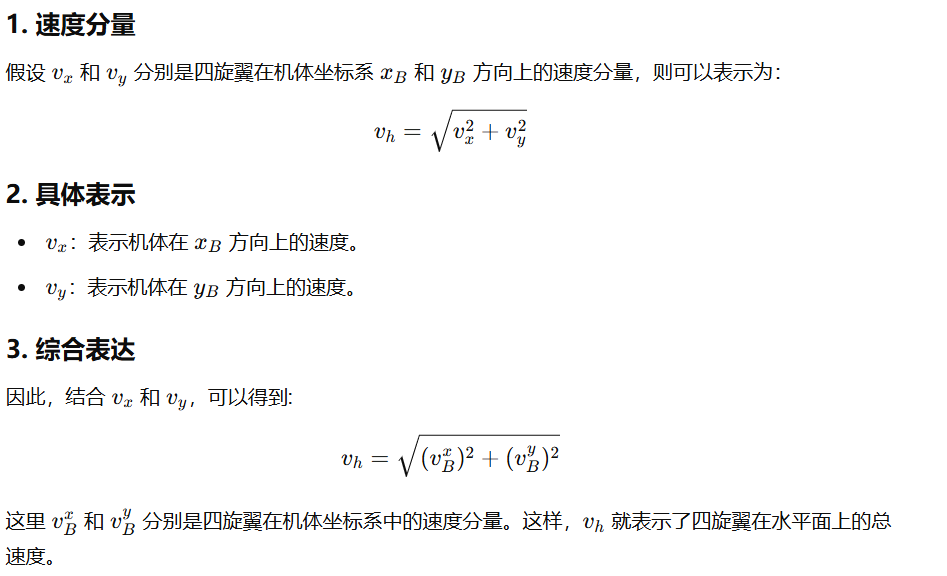 1. 速度分量
假设 $v_x$ 和 $v_y$ 分别是四旋翼在机体坐标系 $x_B$ 和 $y_B$ 方向上的速度分量，则可以表示为：
$v_h = \sqrt{v_x^2 + v_y^2}$
2. 具体表示
• $v_x$：表示机体在 $x_B$ 方向上的速度。
• $v_y$：表示机体在 $y_B$ 方向上的速度。
3. 综合表达
因此，结合 $v_x$ 和 $v_y$，可以得到:
$v_h = \sqrt{(v_B^x)^2 + (v_B^y)^2}$
这里 $v_B^x$ 和 $v_B^y$ 分别是四旋翼在机体坐标系中的速度分量。这样，$v_h$ 就表示了四旋翼在水平面上的总
速度。